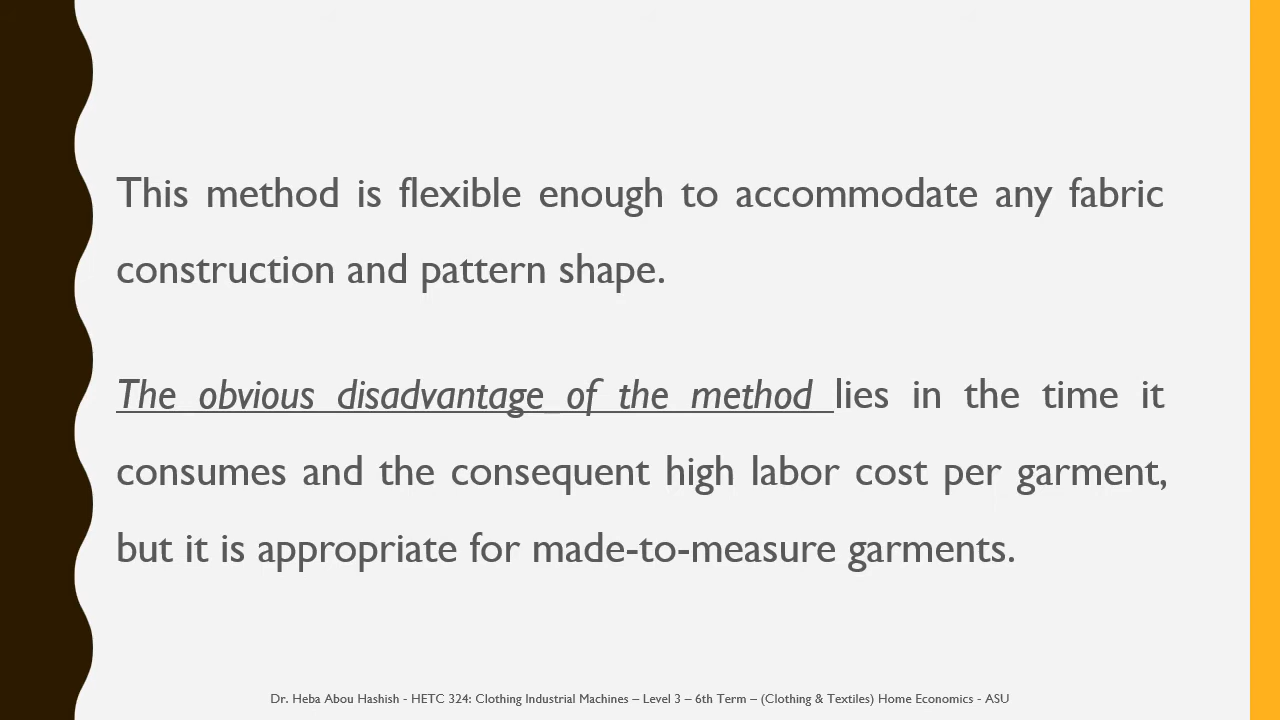 This method is flexible enough to accommodate any fabric
construction and pattern shape.
The obvious disadvantage of the method lies in the time it
consumes and the consequent high labor cost per garment,
but it is appropriate for made-to-measure garments.
Dr. Heba Abou Hashish - HETC 324: Clothing Industrial Machines – Level 3 – 6th Term – (Clothing & Textiles) Home Economics - ASU